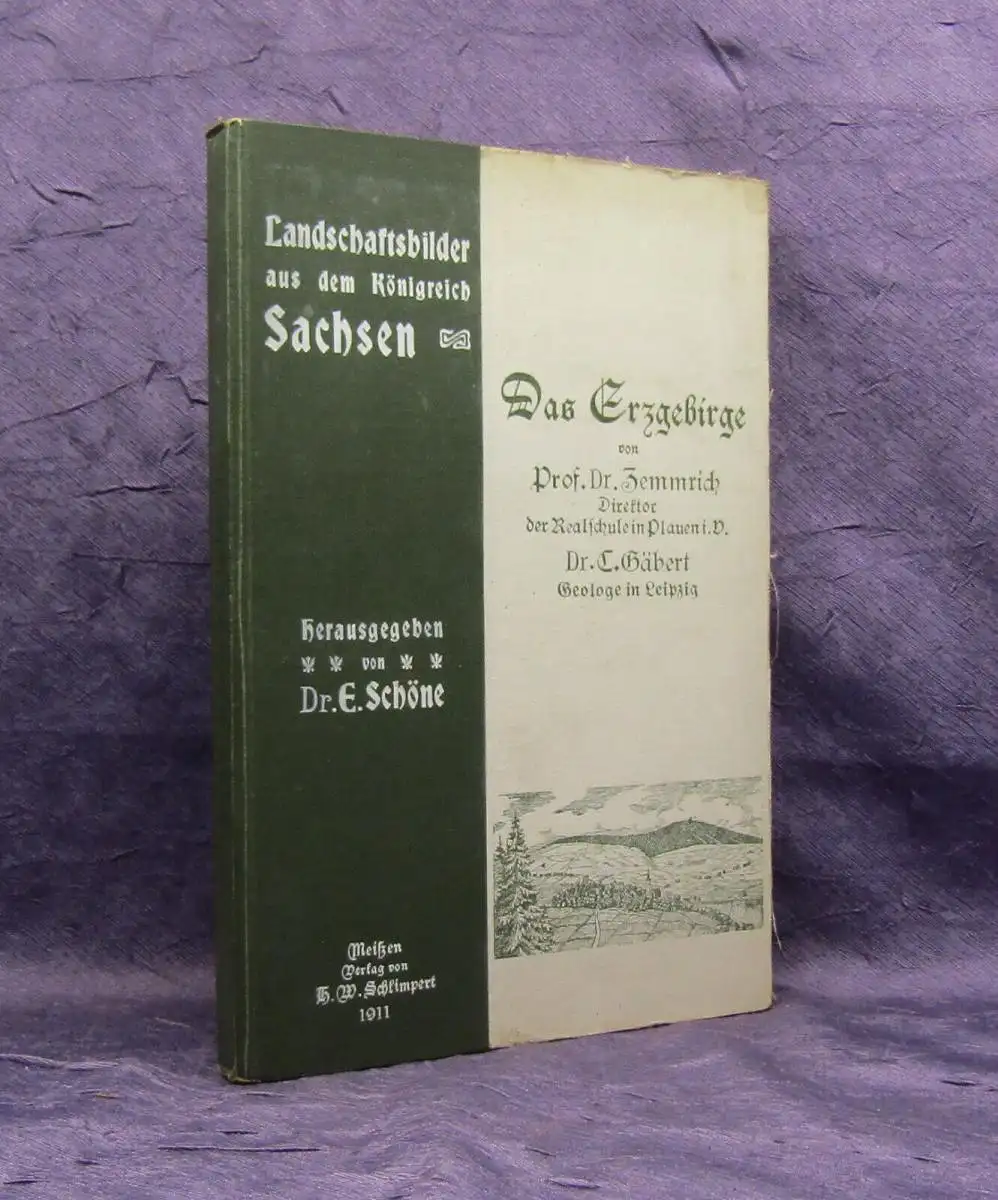 Landschaftsbilder
aus dem Königreich
Sachsen
Herausgegeben
von
Dr. E. Schöne
Meißen
Verlag von
H. W. Schlimpert
1911
Das Erzgebirge
von
Prof. Dr. Zemmrich
Direktor
der Realschule in Plauen i. V.
Dr. C. Gäbert
Geologe in Leipzig